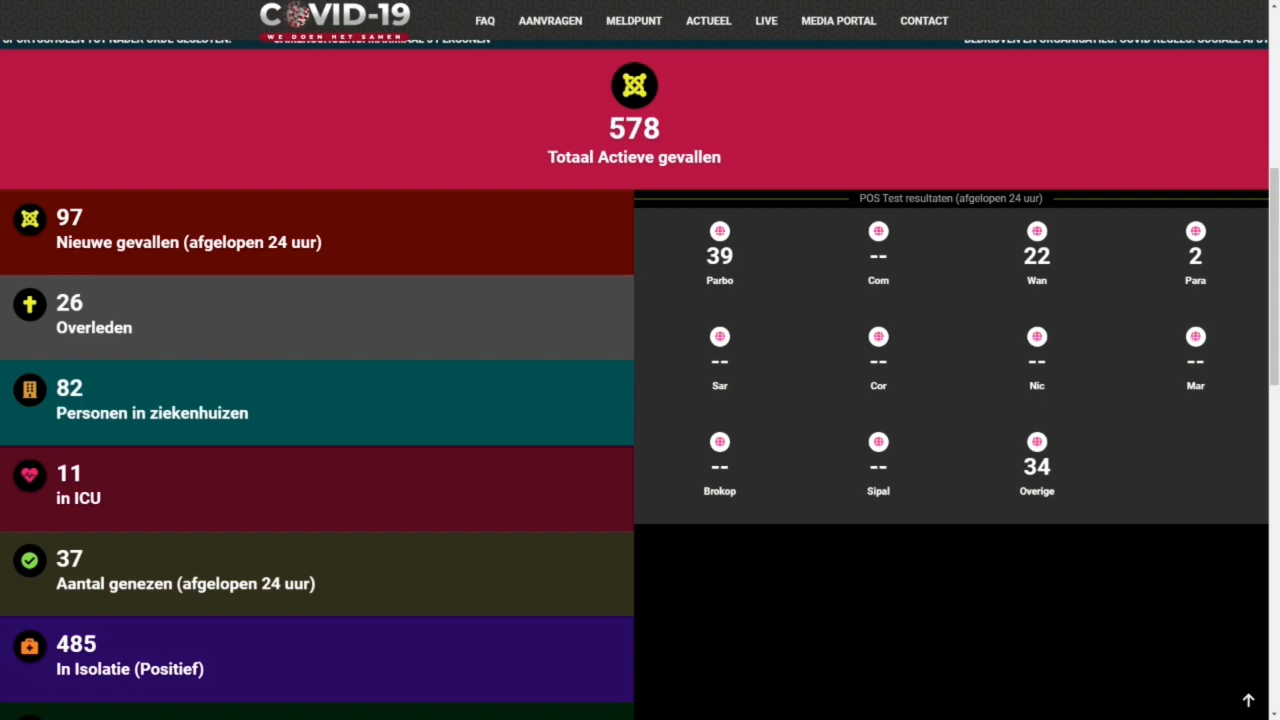 COVID-19
WE DOEN HET SAMEN
FAQ AANVRAGEN MELDPUNT ACTUEEL LIVE MEDIA PORTAL CONTACT
578
Totaal Actieve gevallen
97
Nieuwe gevallen (afgelopen 24 uur)
26
Overleden
82
Personen in ziekenhuizen
11
in ICU
37
Aantal genezen (afgelopen 24 uur)
485
In Isolatie (Positief)
POS Test resultaten (afgelopen 24 uur)
39 -- 22 2
Parbo Com Wan Para
-- -- -- --
Sar Cor Nic Mar
-- -- 34
Brokop Sipal Overige